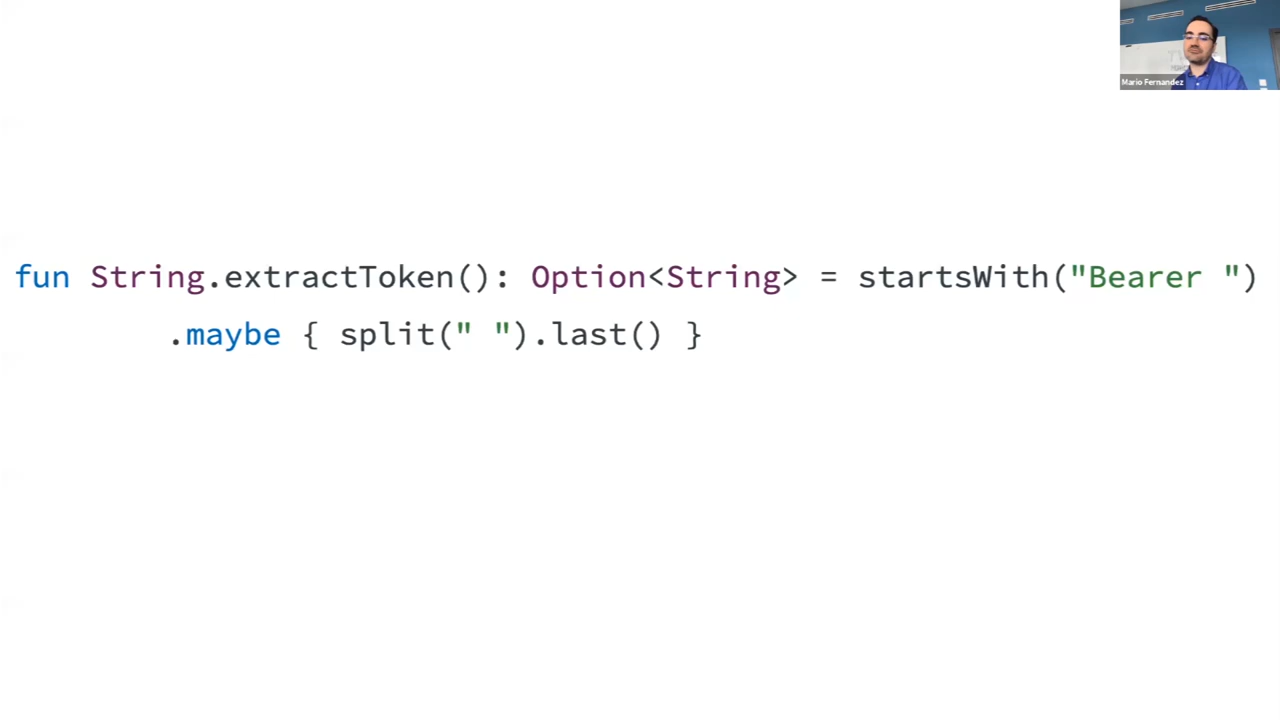 Mario Fernandez
fun String.extractToken(): Option<String> = startsWith("Bearer ")
.maybe { split(" ").last() }